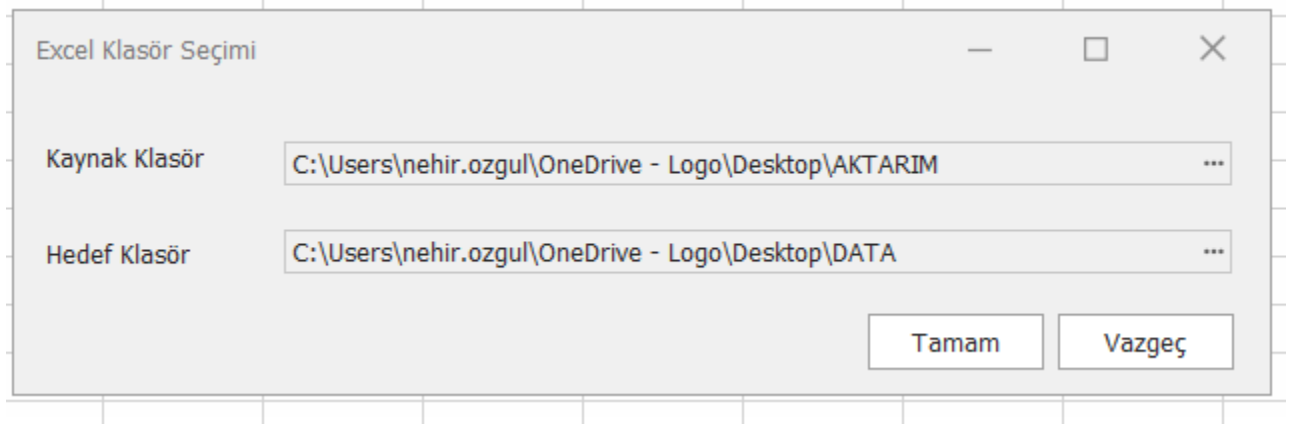 Excel Klasör Seçimi
Kaynak Klasör C:\Users\nehir.ozgul\OneDrive - Logo\Desktop\AKTARIM ...
Hedef Klasör C:\Users\nehir.ozgul\OneDrive - Logo\Desktop\DATA ...
Tamam Vazgeç